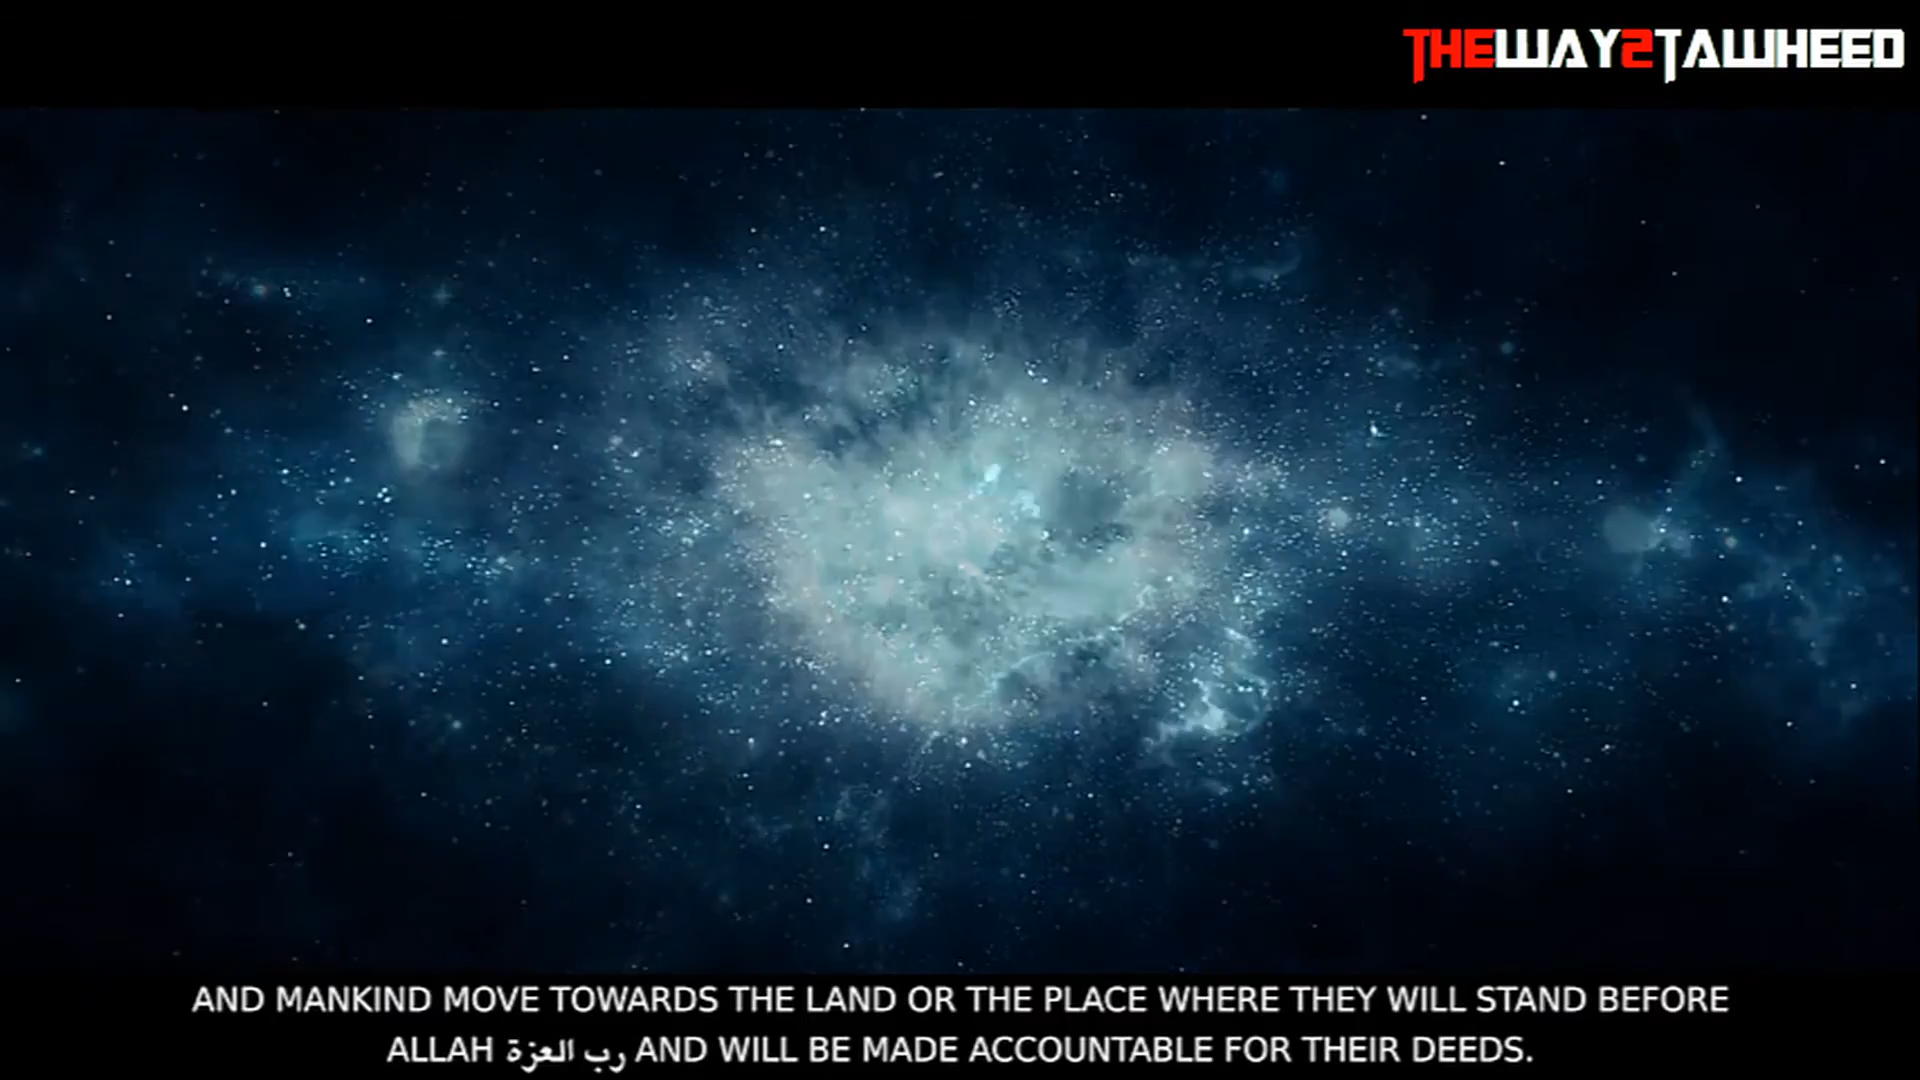 THEWAY2TAWHEED
AND MANKIND MOVE TOWARDS THE LAND OR THE PLACE WHERE THEY WILL STAND BEFORE
ALLAH رب العزة AND WILL BE MADE ACCOUNTABLE FOR THEIR DEEDS.